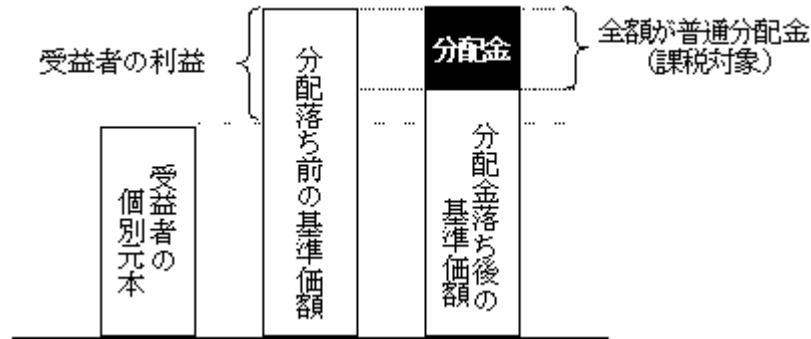 受益者の利益
受益者の
個別元本
分配落ち前の基準価額
分配金
分配金落ち後の
基準価額
全額が普通分配金
（課税対象）